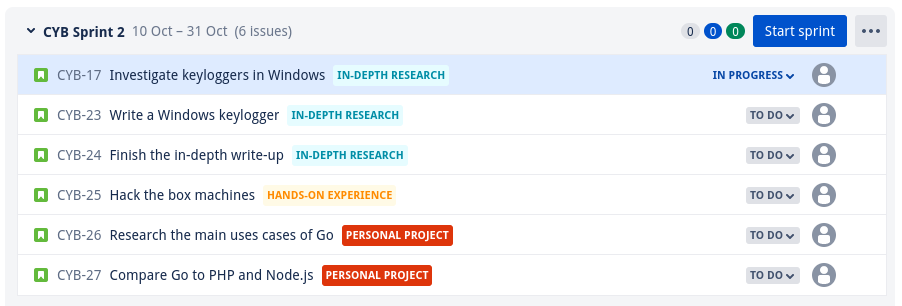 CYB Sprint 2 10 Oct – 31 Oct (6 issues) 0 0 0 Start sprint
CYB-17 Investigate keyloggers in Windows IN-DEPTH RESEARCH IN PROGRESS
CYB-23 Write a Windows keylogger IN-DEPTH RESEARCH TO DO
CYB-24 Finish the in-depth write-up IN-DEPTH RESEARCH TO DO
CYB-25 Hack the box machines HANDS-ON EXPERIENCE TO DO
CYB-26 Research the main uses cases of Go PERSONAL PROJECT TO DO
CYB-27 Compare Go to PHP and Node.js PERSONAL PROJECT TO DO